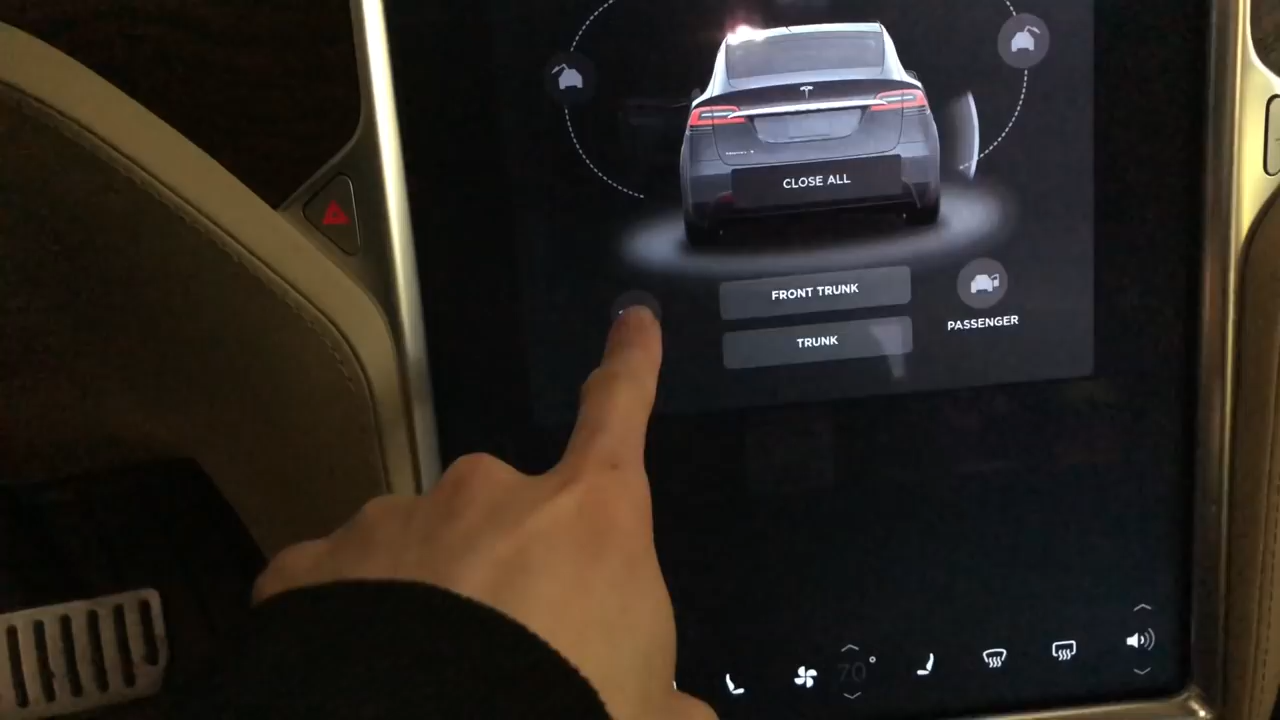 CLOSE ALL
FRONT TRUNK
TRUNK
PASSENGER
70°